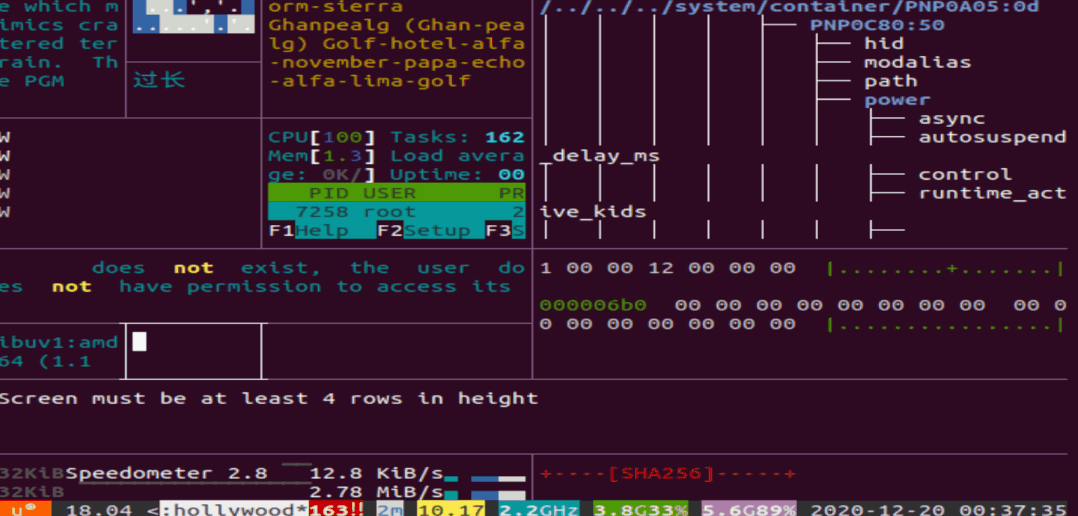 e which m
imics cra
tered ter
rain.  Th
e PGM
过长
orm-sierra
Ghanpealg (Ghan-pea
lg) Golf-hotel-alfa
-november-papa-echo
-alfa-lima-golf
/../../../system/container/PNP0A05:0d
PNP0C80:50
hid
modalias
path
power
async
autosuspend
_delay_ms
control
runtime_act
ive_kids
W
W
W
W
W
CPU[100] Tasks: 162
Mem[1.3] Load avera
ge: 0K/] Uptime: 00
PID USER PR
7258 root 2
F1Help F2Setup F3S
does not exist, the user do
es not have permission to access its
1 00 00 12 00 00 00 |........+.......|
000006b0 00 00 00 00 00 00 00 00 00 0
0 00 00 00 00 00 00 |................|
ibuv1:amd
64 (1.1
Screen must be at least 4 rows in height
32KiBSpeedometer 2.8 12.8 KiB/s
32KiB 2.78 MiB/s
+----[SHA256]-----+
u® 18.04 <:hollywood*163!! 2m 10.17 2.2GHz 3.8G33% 5.6G89% 2020-12-20 00:37:35